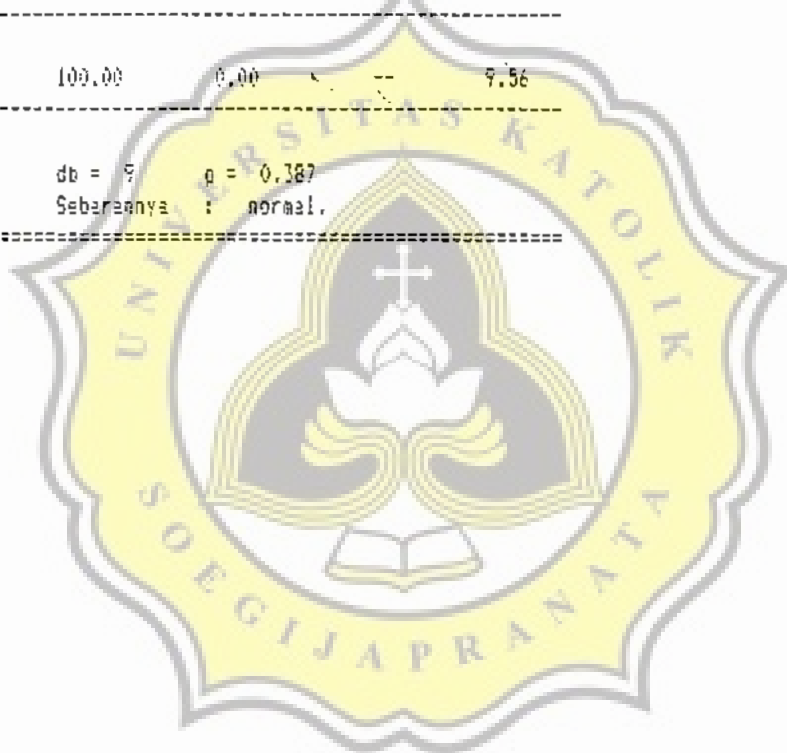 100.00 0.00 -- 9.56
db = 9 p = 0.387
Sebarannya : normal.
UNIVERSITAS KATOLIK
SOEGIJAPRANATA